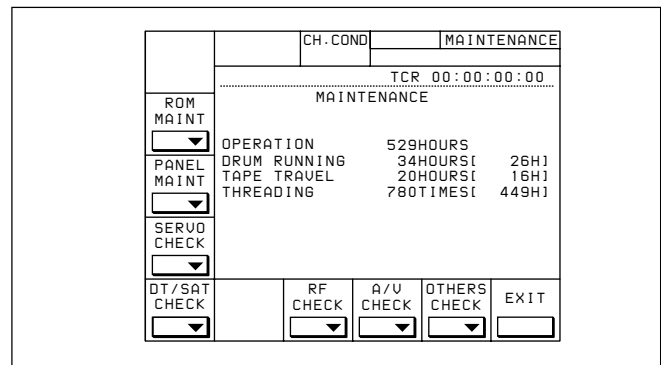 CH.COND MAINTENANCE
TCR 00:00:00:00
MAINTENANCE
ROM
MAINT
OPERATION 529HOURS
DRUM RUNNING 34HOURS[ 26H]
TAPE TRAVEL 20HOURS[ 16H]
THREADING 780TIMES[ 449H]
PANEL
MAINT
SERVO
CHECK
DT/SAT
CHECK
RF
CHECK
A/V
CHECK
OTHERS
CHECK
EXIT